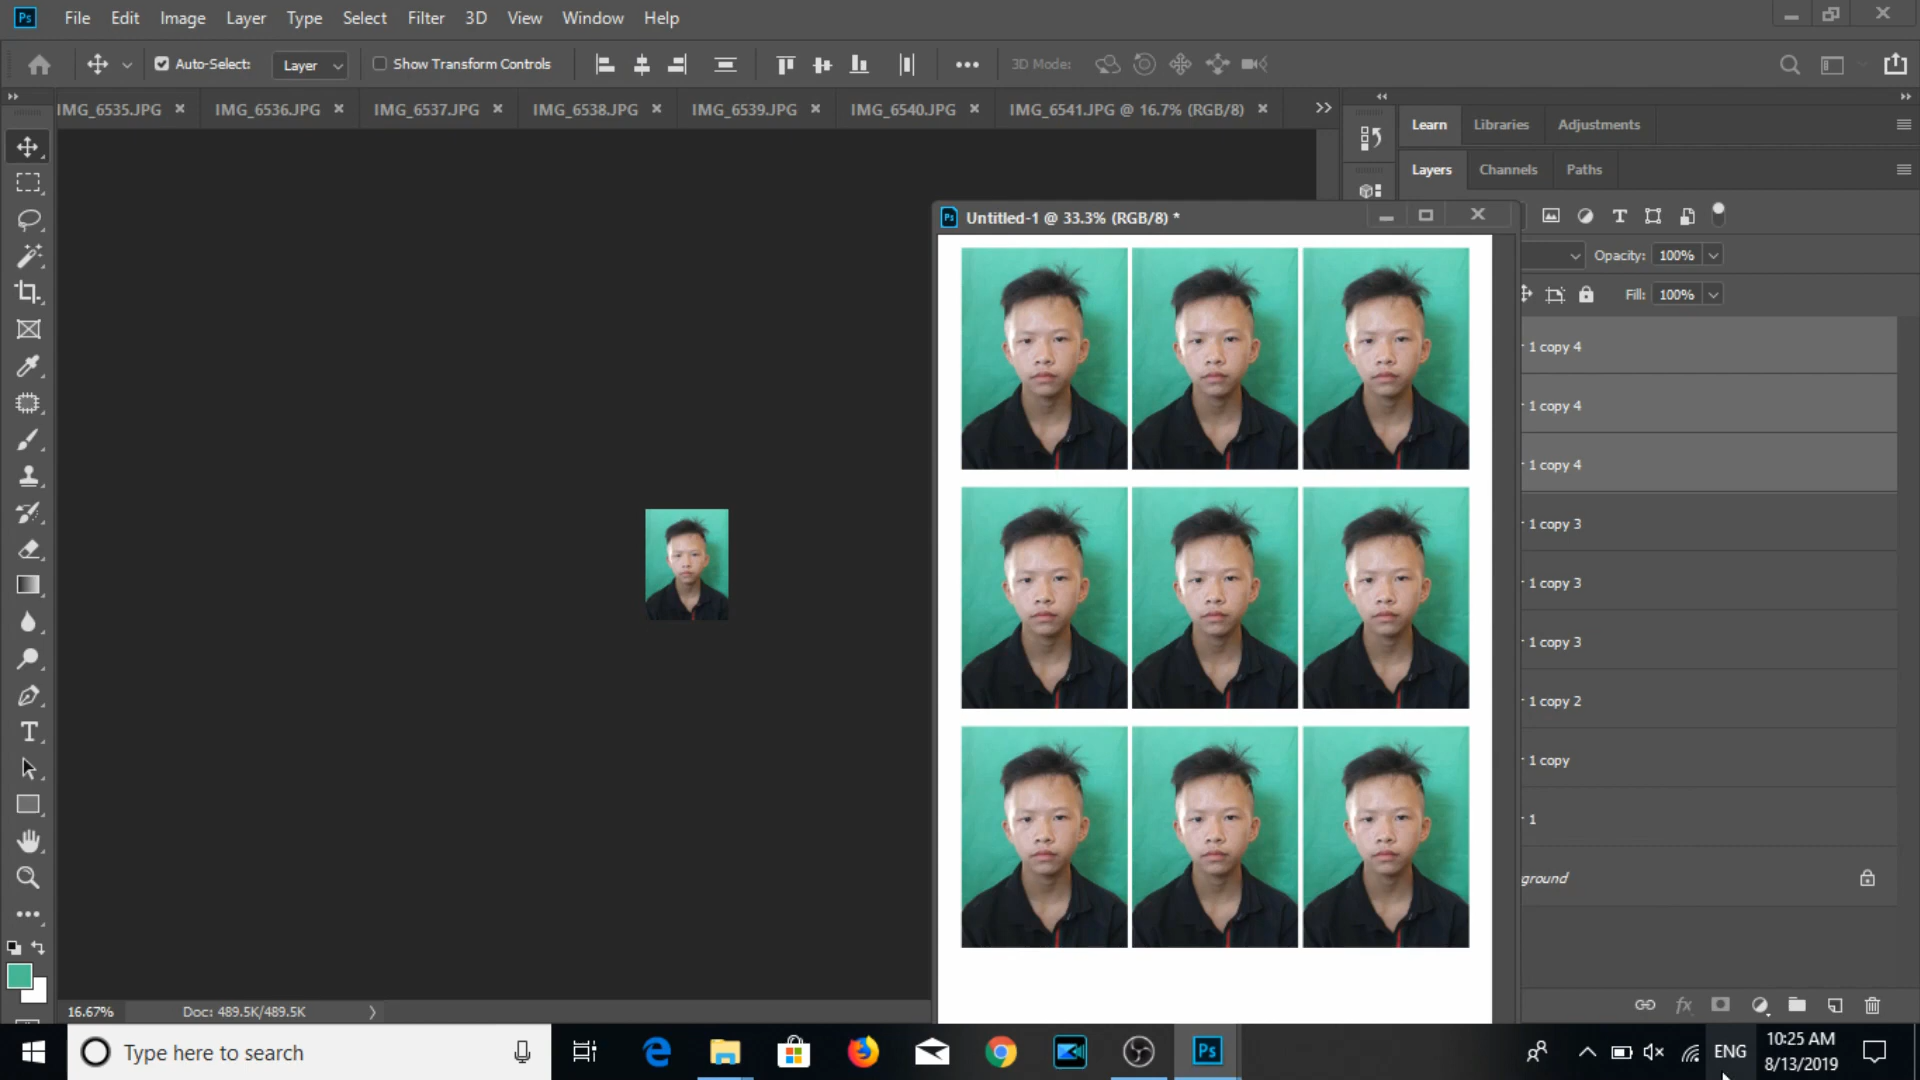 Ps File Edit Image Layer Type Select Filter 3D View Window Help
Auto-Select: Layer Show Transform Controls 3D Mode:
IMG_6535.JPG IMG_6536.JPG IMG_6537.JPG IMG_6538.JPG IMG_6539.JPG IMG_6540.JPG IMG_6541.JPG @ 16.7% (RGB/8)
Learn Libraries Adjustments
Layers Channels Paths
Ps Untitled-1 @ 33.3% (RGB/8) *
Opacity: 100%
Fill: 100%
1 copy 4
1 copy 4
1 copy 4
1 copy 3
1 copy 3
1 copy 3
1 copy 2
1 copy
1
ground
16.67% Doc: 489.5K/489.5K
fx
Type here to search
Ps
ENG
10:25 AM
8/13/2019